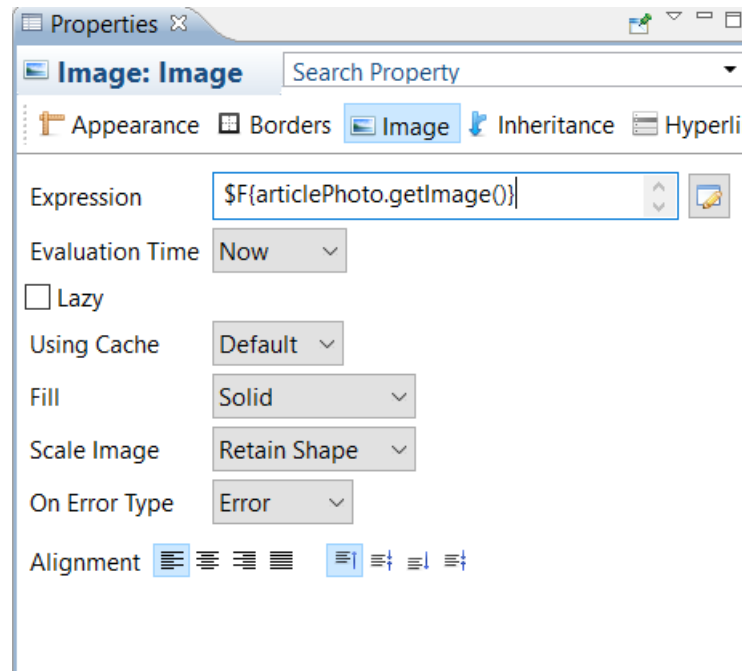 Properties
Image: Image
Search Property
Appearance Borders Image Inheritance Hyperli
Expression $F{articlePhoto.getImage()}
Evaluation Time Now
Lazy
Using Cache Default
Fill Solid
Scale Image Retain Shape
On Error Type Error
Alignment